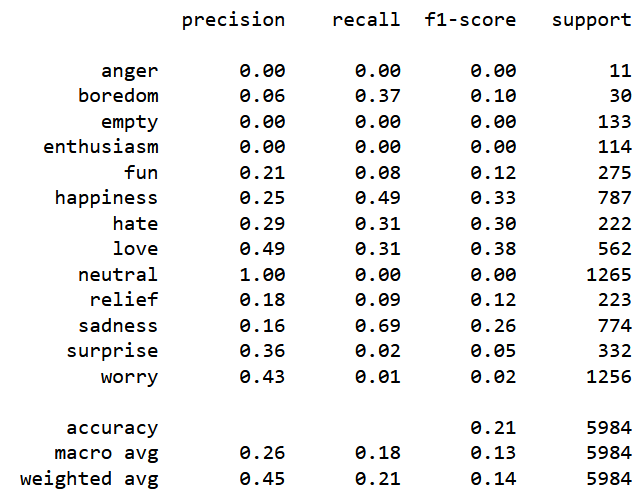 precision recall f1-score support
anger 0.00 0.00 0.00 11
boredom 0.06 0.37 0.10 30
empty 0.00 0.00 0.00 133
enthusiasm 0.00 0.00 0.00 114
fun 0.21 0.08 0.12 275
happiness 0.25 0.49 0.33 787
hate 0.29 0.31 0.30 222
love 0.49 0.31 0.38 562
neutral 1.00 0.00 0.00 1265
relief 0.18 0.09 0.12 223
sadness 0.16 0.69 0.26 774
surprise 0.36 0.02 0.05 332
worry 0.43 0.01 0.02 1256
accuracy 0.21 5984
macro avg 0.26 0.18 0.13 5984
weighted avg 0.45 0.21 0.14 5984